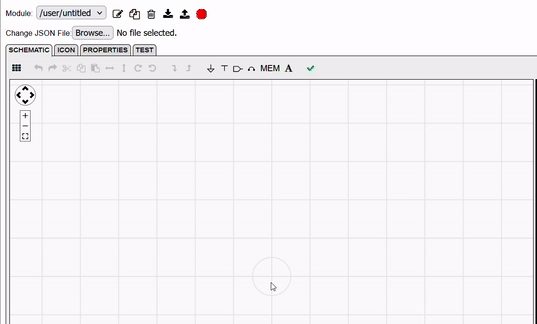 Module: /user/untitled
Change JSON File: Browse... No file selected.
SCHEMATIC ICON PROPERTIES TEST
MEM A